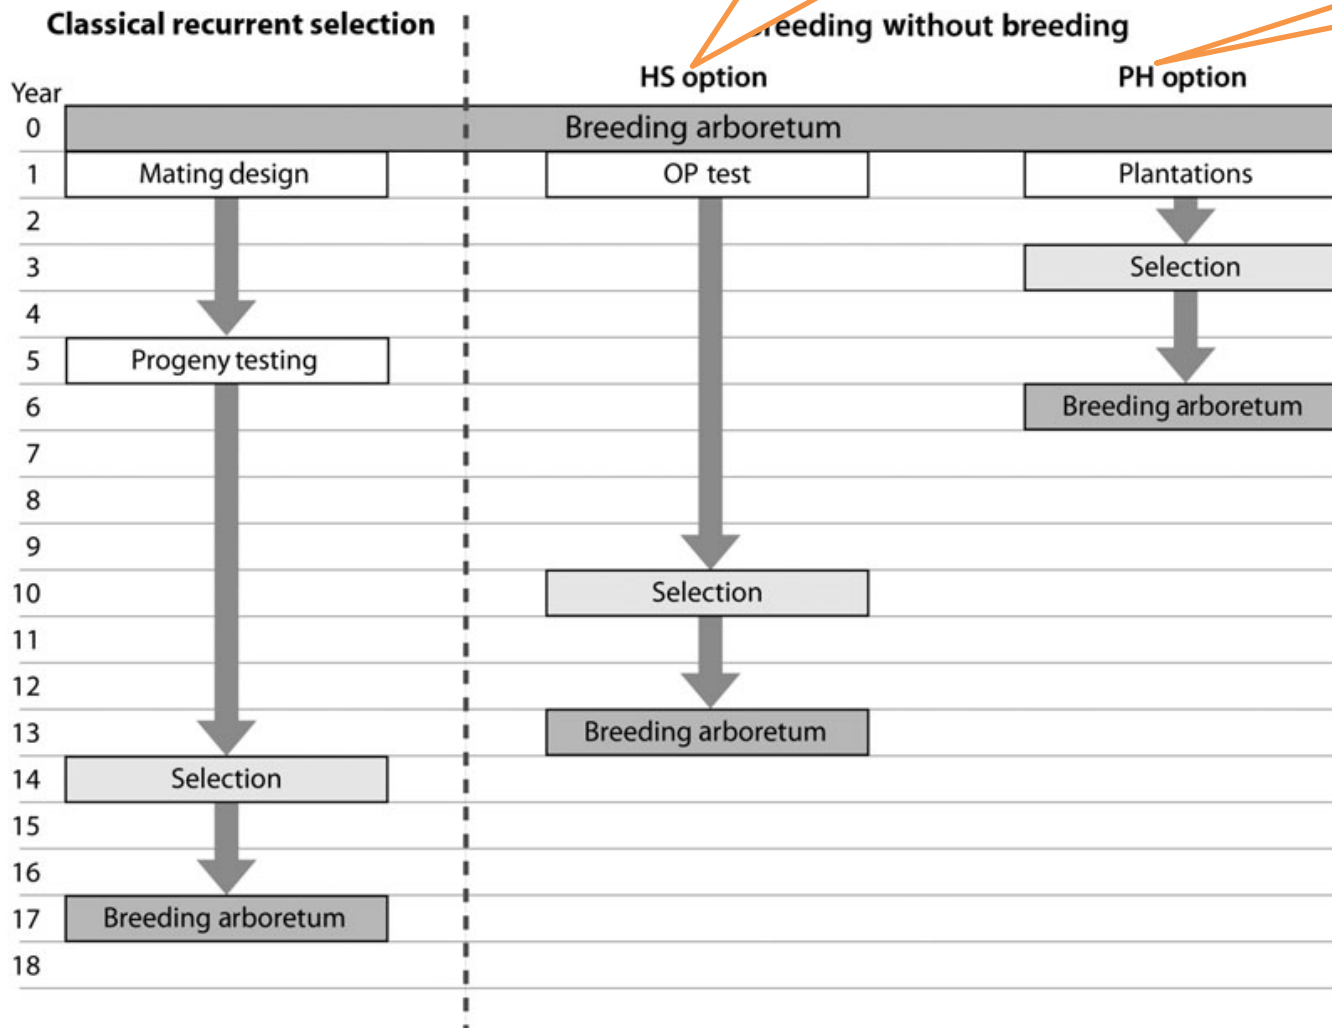 Classical recurrent selection
breeding without breeding
HS option
PH option
Year
0 Breeding arboretum
1 Mating design OP test Plantations
2
3 Selection
4
5 Progeny testing
6 Breeding arboretum
7
8
9
10 Selection
11
12
13 Breeding arboretum
14 Selection
15
16
17 Breeding arboretum
18